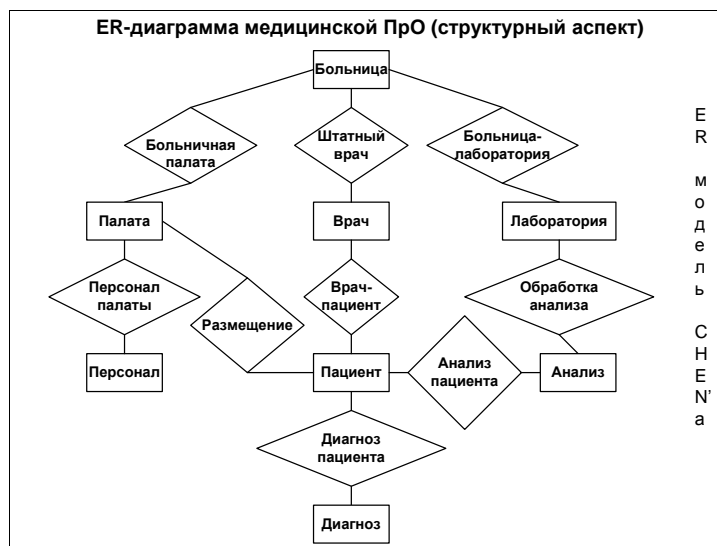 ER-диаграмма медицинской ПрО (структурный аспект)
Больница
Больничная
палата
Штатный
врач
Больница-
лаборатория
Палата
Врач
Лаборатория
Персонал
палаты
Размещение
Врач-
пациент
Обработка
анализа
Персонал
Пациент
Анализ
пациента
Анализ
Диагноз
пациента
Диагноз
E
R
м
о
д
е
л
ь
C
H
E
N'
а